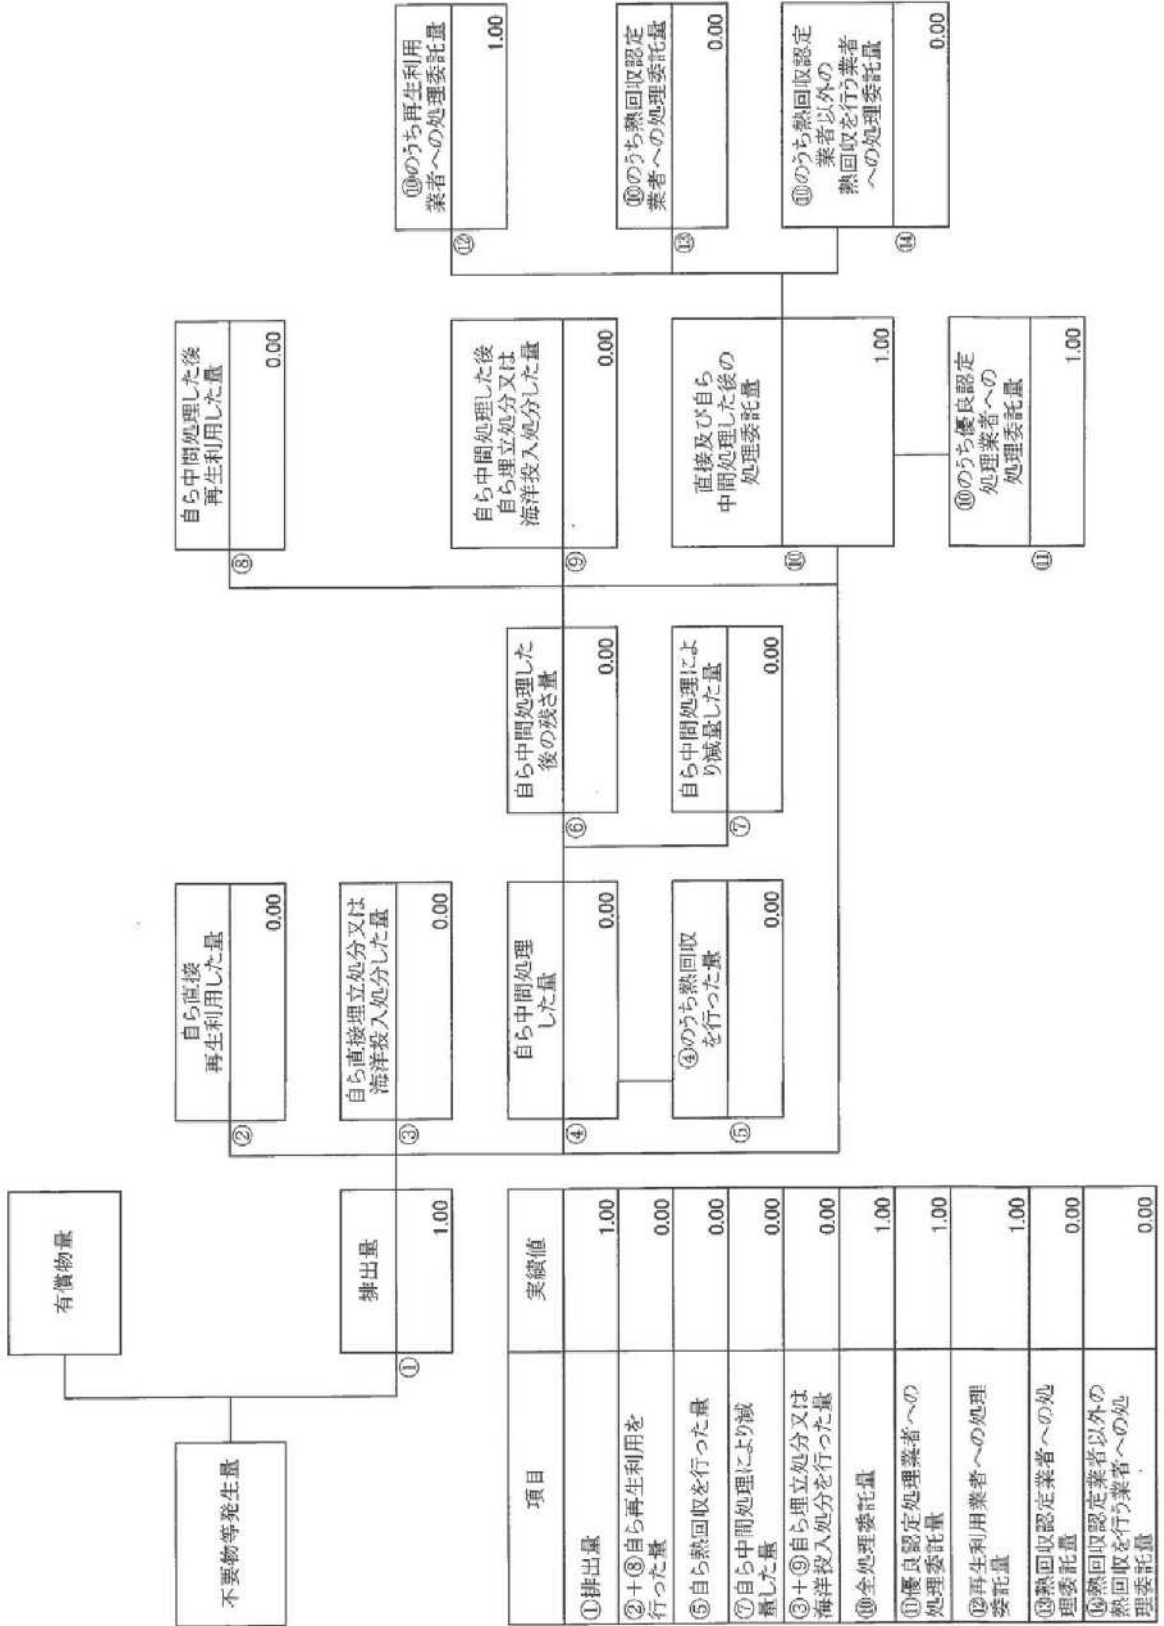 不要物等発生量
有償物量
排出量
1.00
①
自ら直接
再生利用した量
0.00
②
自ら直接埋立処分又は
海洋投入処分した量
0.00
③
自ら中間処理
した量
0.00
④
④のうち熱回収
を行った量
0.00
⑤
自ら中間処理した
後の残さ量
0.00
⑥
自ら中間処理によ
り減量した量
0.00
⑦
自ら中間処理した後
再生利用した量
0.00
⑧
自ら中間処理した後
自ら埋立処分又は
海洋投入処分した量
0.00
⑨
直接及び自ら
中間処理した後の
処理委託量
1.00
⑩
⑩のうち優良認定
処理業者への
処理委託量
1.00
⑪
⑩のうち再生利用
業者への処理委託量
1.00
⑫
⑩のうち熱回収認定
業者への処理委託量
0.00
⑬
⑩のうち熱回収認定
業者以外の
熱回収を行う業者
への処理委託量
0.00
⑭
項目 実績値
①排出量 1.00
②+⑧自ら再生利用を
行った量 0.00
⑤自ら熱回収を行った量 0.00
⑦自ら中間処理により減
量した量 0.00
③+⑨自ら埋立処分又は
海洋投入処分を行った量 0.00
⑩全処理委託量 1.00
⑪優良認定処理業者への
処理委託量 1.00
⑫再生利用業者への処理
委託量 1.00
⑬熱回収認定業者への処
理委託量 0.00
⑭熱回収認定業者以外の
熱回収を行う業者への処
理委託量 0.00